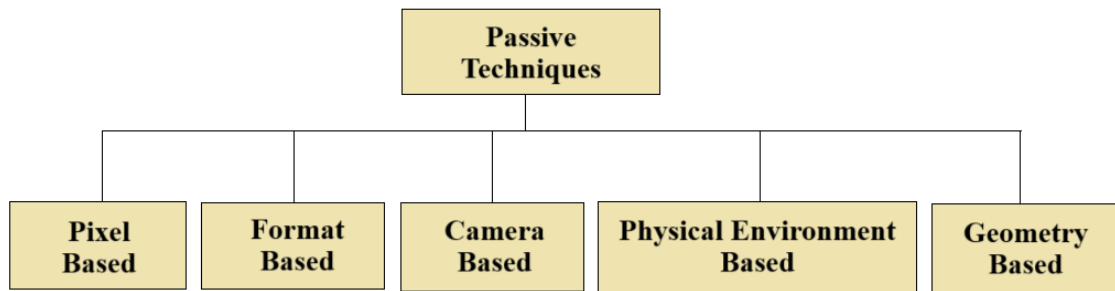 Passive
Techniques
Pixel
Based
Format
Based
Camera
Based
Physical Environment
Based
Geometry
Based